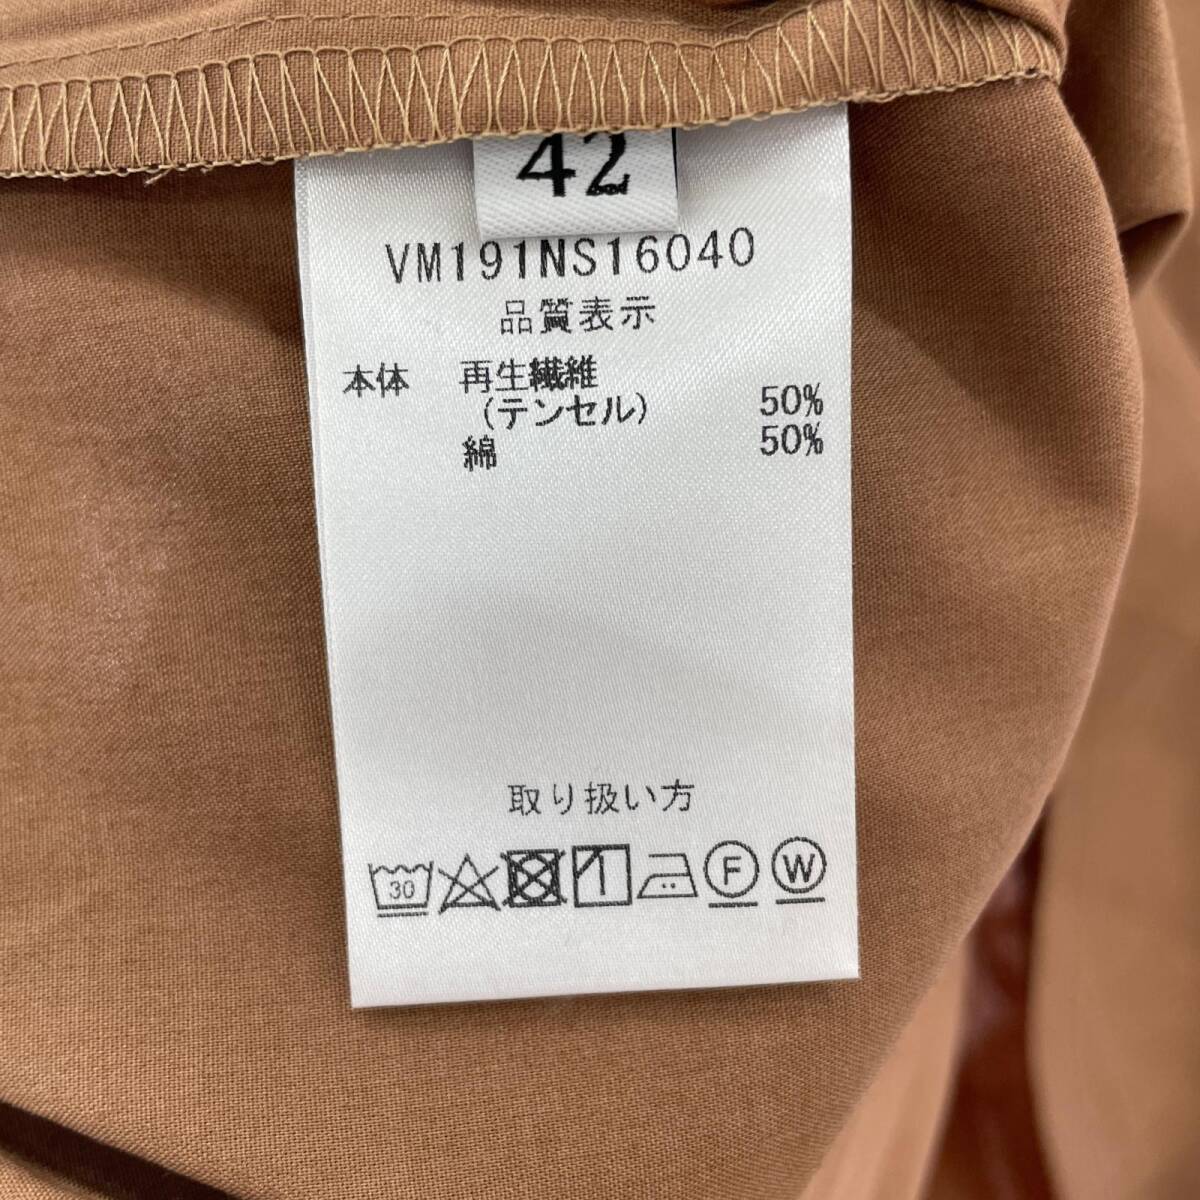 42
VM191NS16040
品質表示
本体 再生繊維
(テンセル) 50%
綿 50%
取り扱い方
30 F W